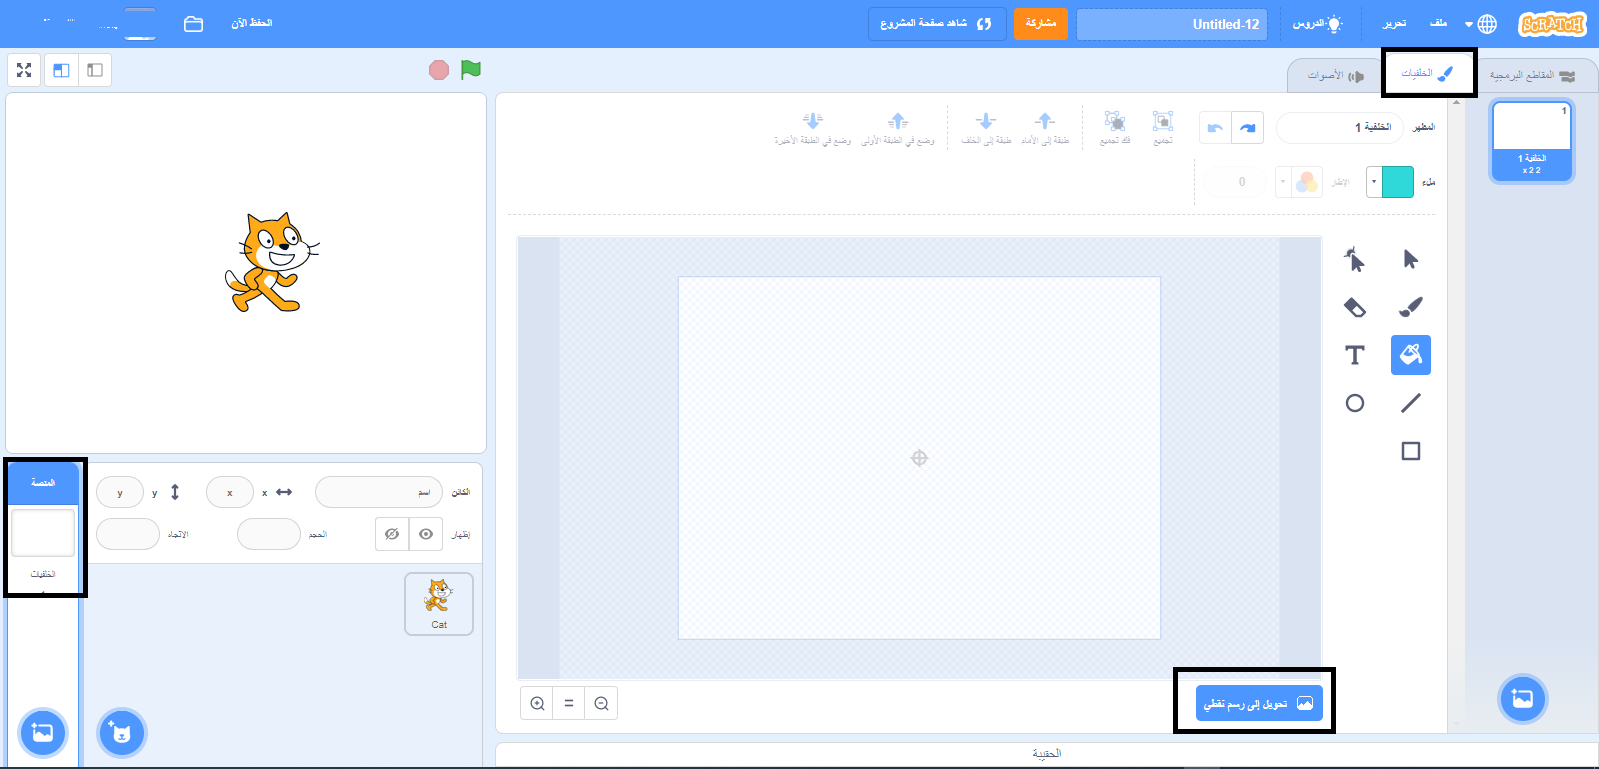 SCRATCH
ملف
تحرير
الدروس
Untitled-12
مشاركة
شاهد صفحة المشروع
الحفظ الآن
المقاطع البرمجية
الخلفيات
الأصوات
1
الخلفية 1
2 x 2
المظهر
الخلفية 1
تجميع
فك تجميع
طبقة إلى الأمام
طبقة إلى الخلف
وضع في الطبقة الأولى
وضع في الطبقة الأخيرة
ملء
الإطار
0
T
تحويل إلى رسم نقطي
=
الحقيبة
الكائن
اسم
x
x
y
y
إظهار
الحجم
الاتجاه
Cat
المنصة
الخلفيات